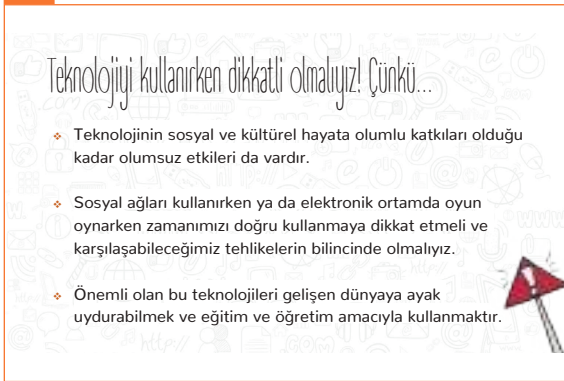 Teknolojiyi kullanırken dikkatli olmalıyız! Çünkü...
Teknolojinin sosyal ve kültürel hayata olumlu katkıları olduğu
kadar olumsuz etkileri da vardır.
Sosyal ağları kullanırken ya da elektronik ortamda oyun
oynarken zamanımızı doğru kullanmaya dikkat etmeli ve
karşılaşabileceğimiz tehlikelerin bilincinde olmalıyız.
Önemli olan bu teknolojileri gelişen dünyaya ayak
uydurabilmek ve eğitim ve öğretim amacıyla kullanmaktır.